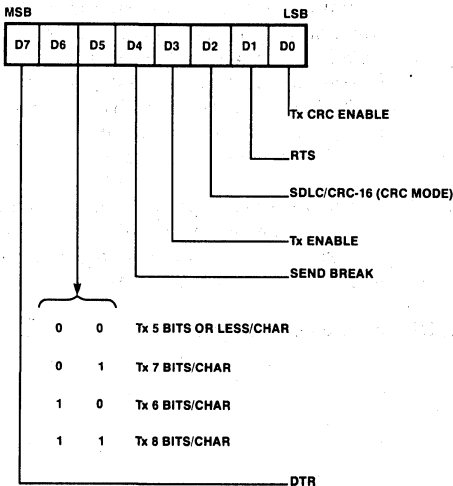 MSB LSB
D7 D6 D5 D4 D3 D2 D1 D0
Tx CRC ENABLE
RTS
SDLC/CRC-16 (CRC MODE)
Tx ENABLE
SEND BREAK
0 0 Tx 5 BITS OR LESS/CHAR
0 1 Tx 7 BITS/CHAR
1 0 Tx 6 BITS/CHAR
1 1 Tx 8 BITS/CHAR
DTR